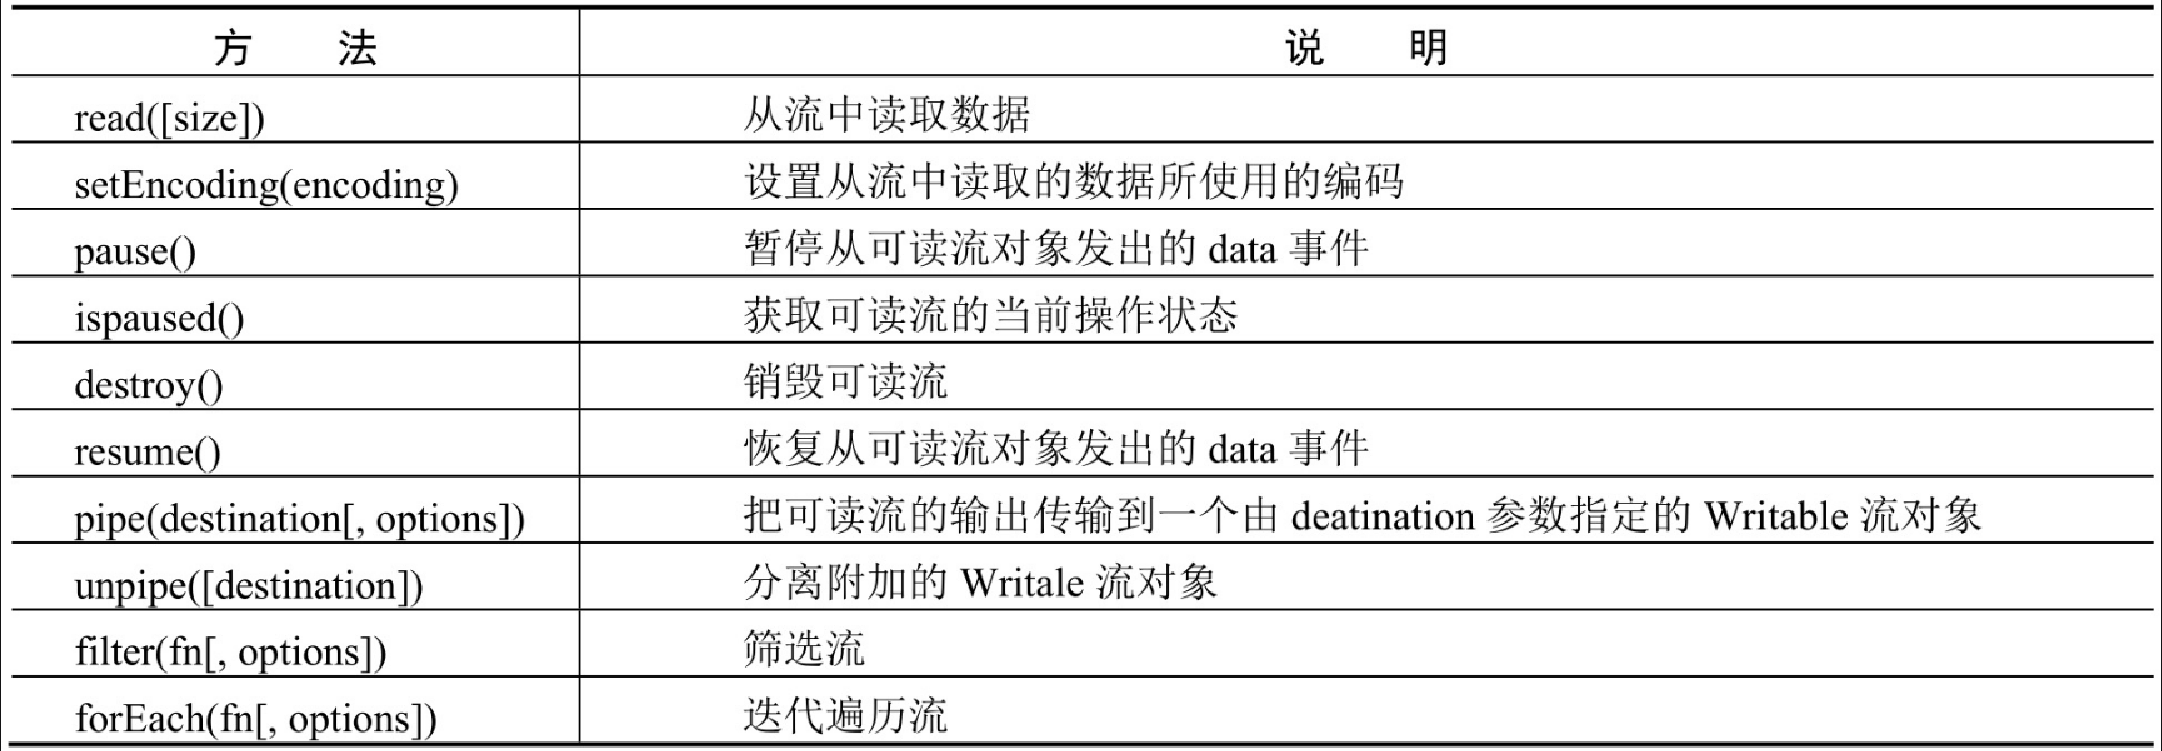 方 法 说 明
read([size]) 从流中读取数据
setEncoding(encoding) 设置从流中读取的数据所使用的编码
pause() 暂停从可读流对象发出的 data 事件
ispaused() 获取可读流的当前操作状态
destroy() 销毁可读流
resume() 恢复从可读流对象发出的 data 事件
pipe(destination[, options]) 把可读流的输出传输到一个由 deatination 参数指定的 Writable 流对象
unpipe([destination]) 分离附加的 Writale 流对象
filter(fn[, options]) 筛选流
forEach(fn[, options]) 迭代遍历流